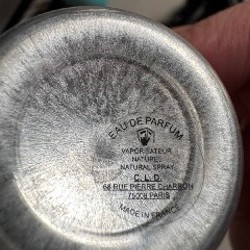 EAU DE PARFUM
VAPORISATEUR
NATUREL
NATURAL SPRAY
C. L. D.
68 RUE PIERRE CHARRON
75008 PARIS
MADE IN FRANCE